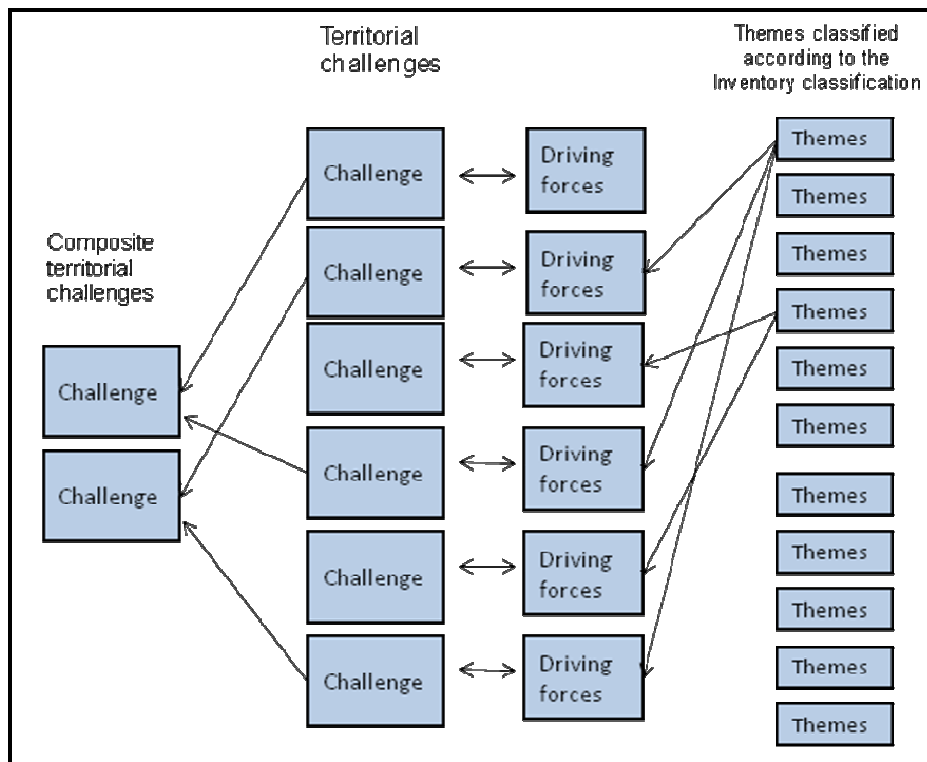 Territorial
challenges
Themes classified
according to the
Inventory classification
Composite
territorial
challenges
Challenge
Challenge
Challenge
Challenge
Challenge
Challenge
Challenge
Challenge
Driving
forces
Driving
forces
Driving
forces
Driving
forces
Driving
forces
Driving
forces
Themes
Themes
Themes
Themes
Themes
Themes
Themes
Themes
Themes
Themes
Themes